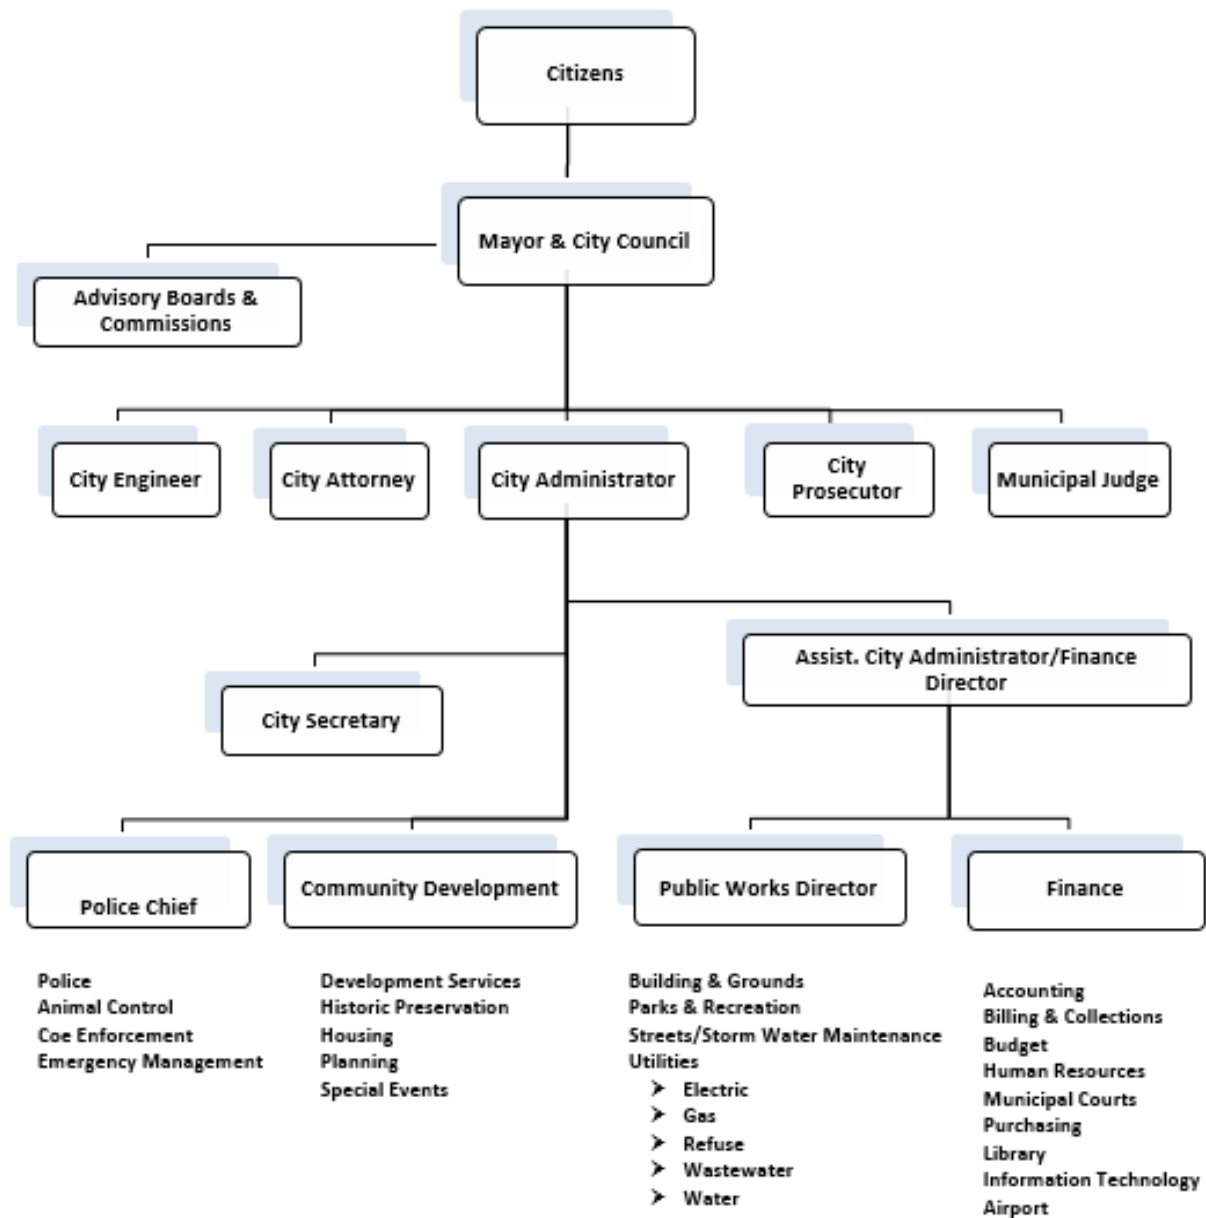 Citizens
Mayor & City Council
Advisory Boards &
Commissions
City Engineer
City Attorney
City Administrator
City
Prosecutor
Municipal Judge
Assist. City Administrator/Finance
Director
City Secretary
Police Chief
Community Development
Public Works Director
Finance
Police
Animal Control
Coe Enforcement
Emergency Management
Development Services
Historic Preservation
Housing
Planning
Special Events
Building & Grounds
Parks & Recreation
Streets/Storm Water Maintenance
Utilities
➤ Electric
➤ Gas
➤ Refuse
➤ Wastewater
➤ Water
Accounting
Billing & Collections
Budget
Human Resources
Municipal Courts
Purchasing
Library
Information Technology
Airport